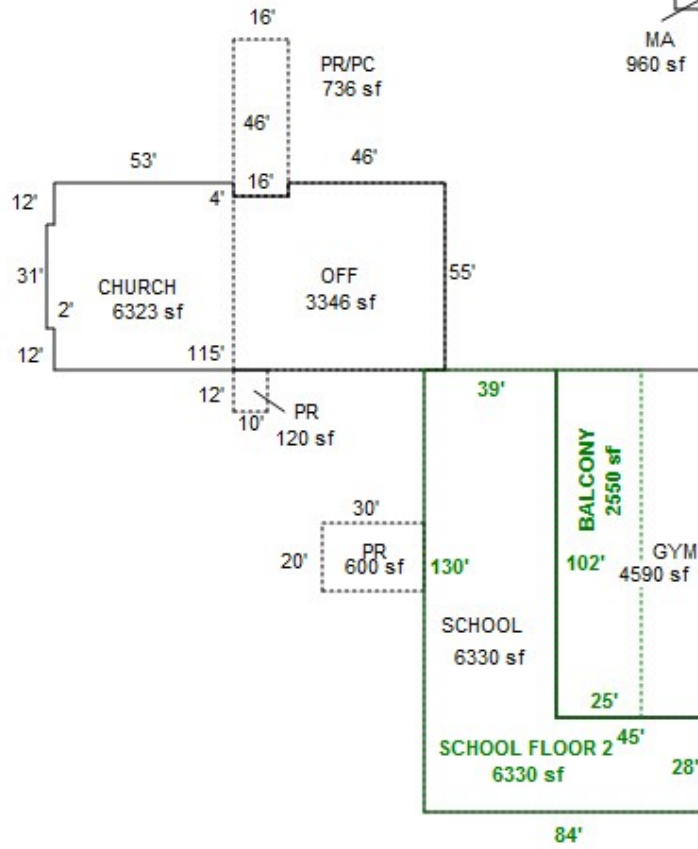 16'
MA
960 sf
PR/PC
736 sf
46'
53'
46'
16'
12'
4'
31'
OFF
3346 sf
55'
CHURCH
6323 sf
2'
12'
115'
12'
PR
120 sf
10'
39'
BALCONY
2550 sf
30'
20'
PR
600 sf
130'
102'
GYM
4590 sf
SCHOOL
6330 sf
25'
45'
SCHOOL FLOOR 2
6330 sf
28'
84'